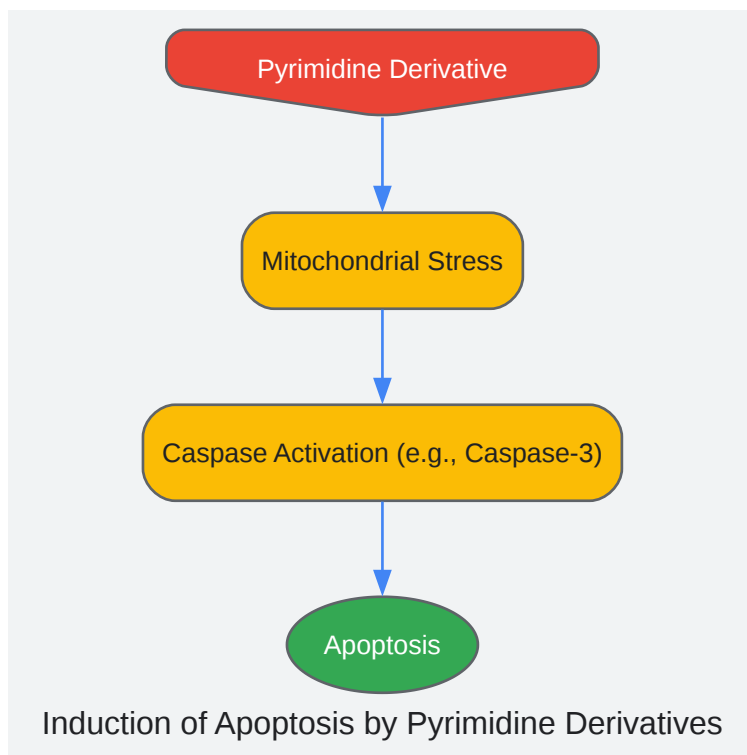 Pyrimidine Derivative
Mitochondrial Stress
Caspase Activation (e.g., Caspase-3)
Apoptosis
Induction of Apoptosis by Pyrimidine Derivatives